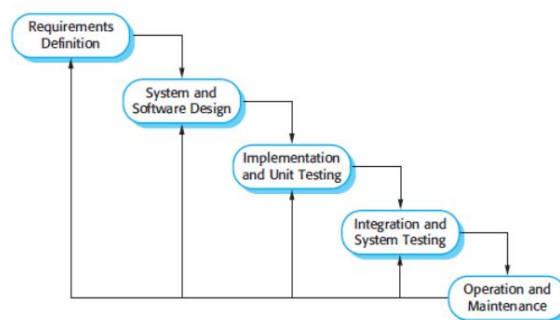 Requirements
Definition
System and
Software Design
Implementation
and Unit Testing
Integration and
System Testing
Operation and
Maintenance